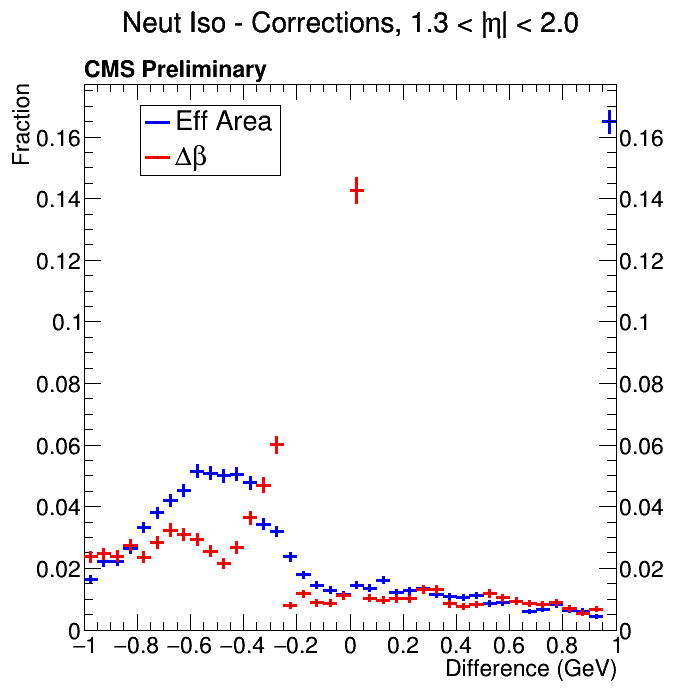 Neut Iso - Corrections, 1.3 < |η| < 2.0
CMS Preliminary
Fraction
Eff Area
Δβ
0.16
0.14
0.12
0.1
0.08
0.06
0.04
0.02
0
0.16
0.14
0.12
0.1
0.08
0.06
0.04
0.02
0
−1 −0.8 −0.6 −0.4 −0.2 0 0.2 0.4 0.6 0.8 1
Difference (GeV)